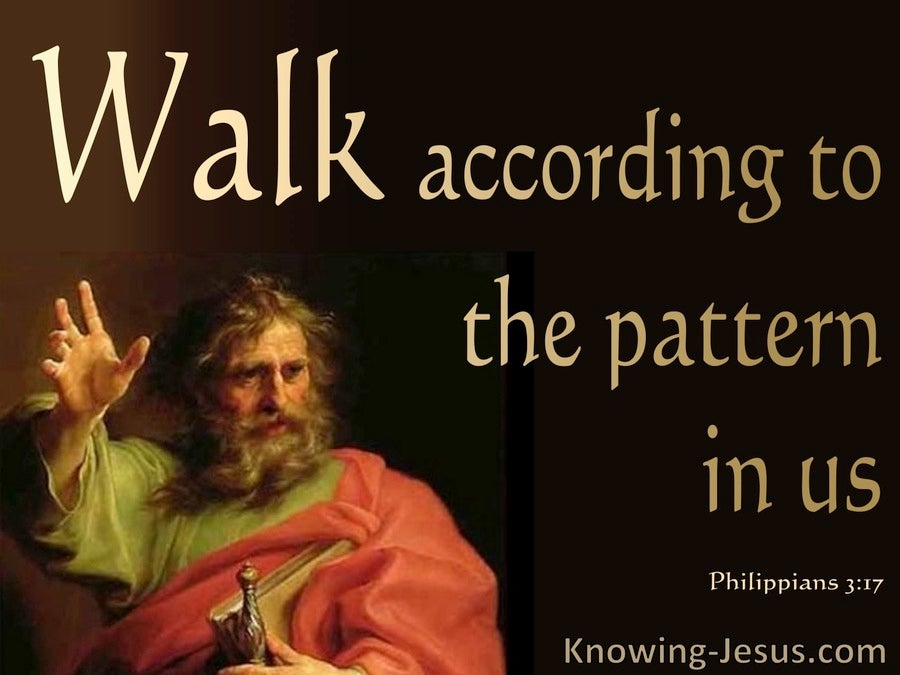 Walk according to
the pattern
in us
Philippians 3:17
Knowing-Jesus.com